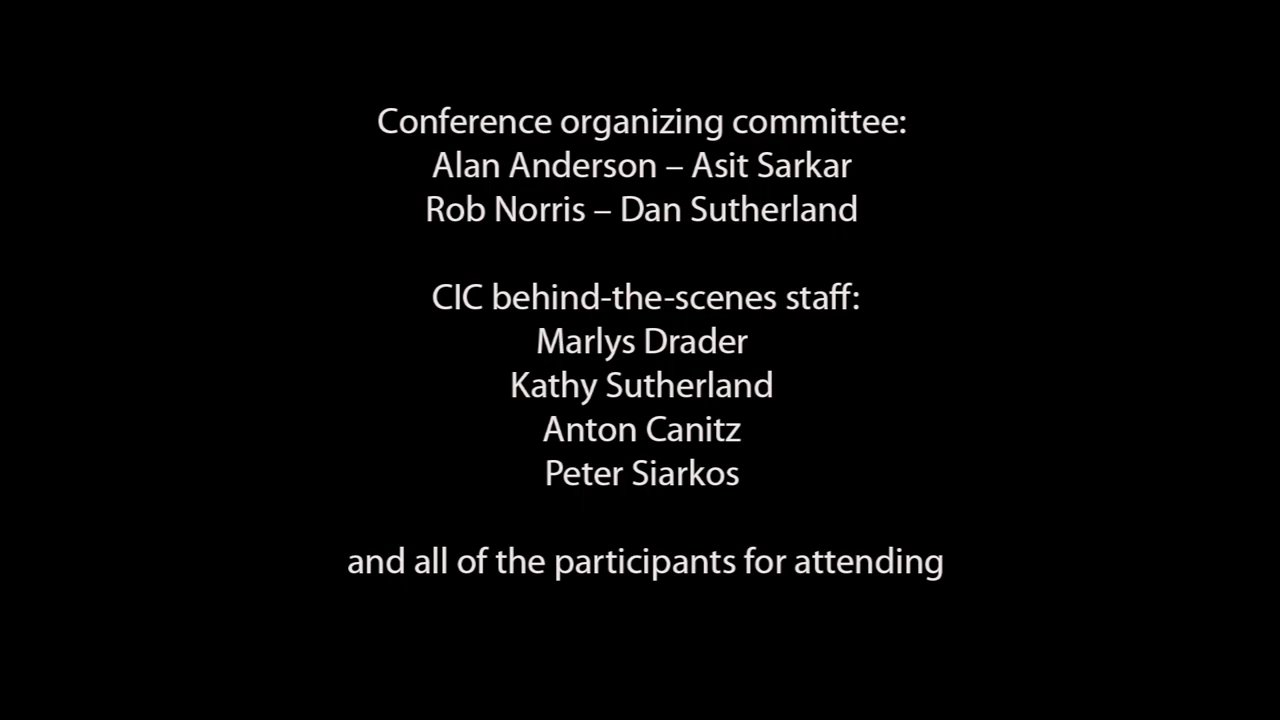 Conference organizing committee:
Alan Anderson – Asit Sarkar
Rob Norris – Dan Sutherland
CIC behind-the-scenes staff:
Marlys Drader
Kathy Sutherland
Anton Canitz
Peter Siarkos
and all of the participants for attending